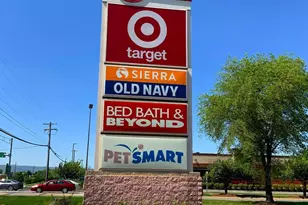 target
SIERRA
OLD NAVY
BED BATH &
BEYOND
PETSMART